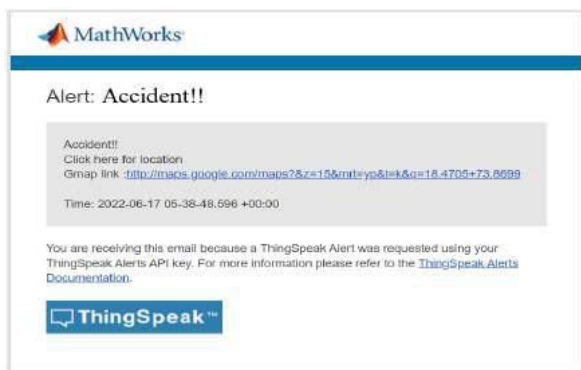 MathWorks
Alert: Accident!!
Accident!!
Click here for location
Gmap link :http://maps.google.com/maps?&z=15&mrt=yp&t=k&q=18.4705+73.8699
Time: 2022-06-17 05-38-48.596 +00:00
You are receiving this email because a ThingSpeak Alert was requested using your
ThingSpeak Alerts API key. For more information please refer to the ThingSpeak Alerts
Documentation.
ThingSpeak™